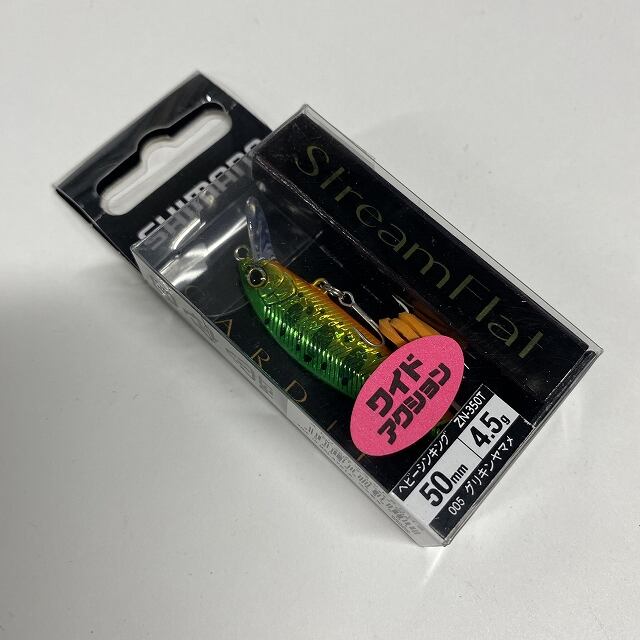 SHIMANO
StreamFlat
CARDIFF
ワイド
アクション
ヘビーシンキング ZN-350T
50mm 4.5g
005 グリキンヤマメ